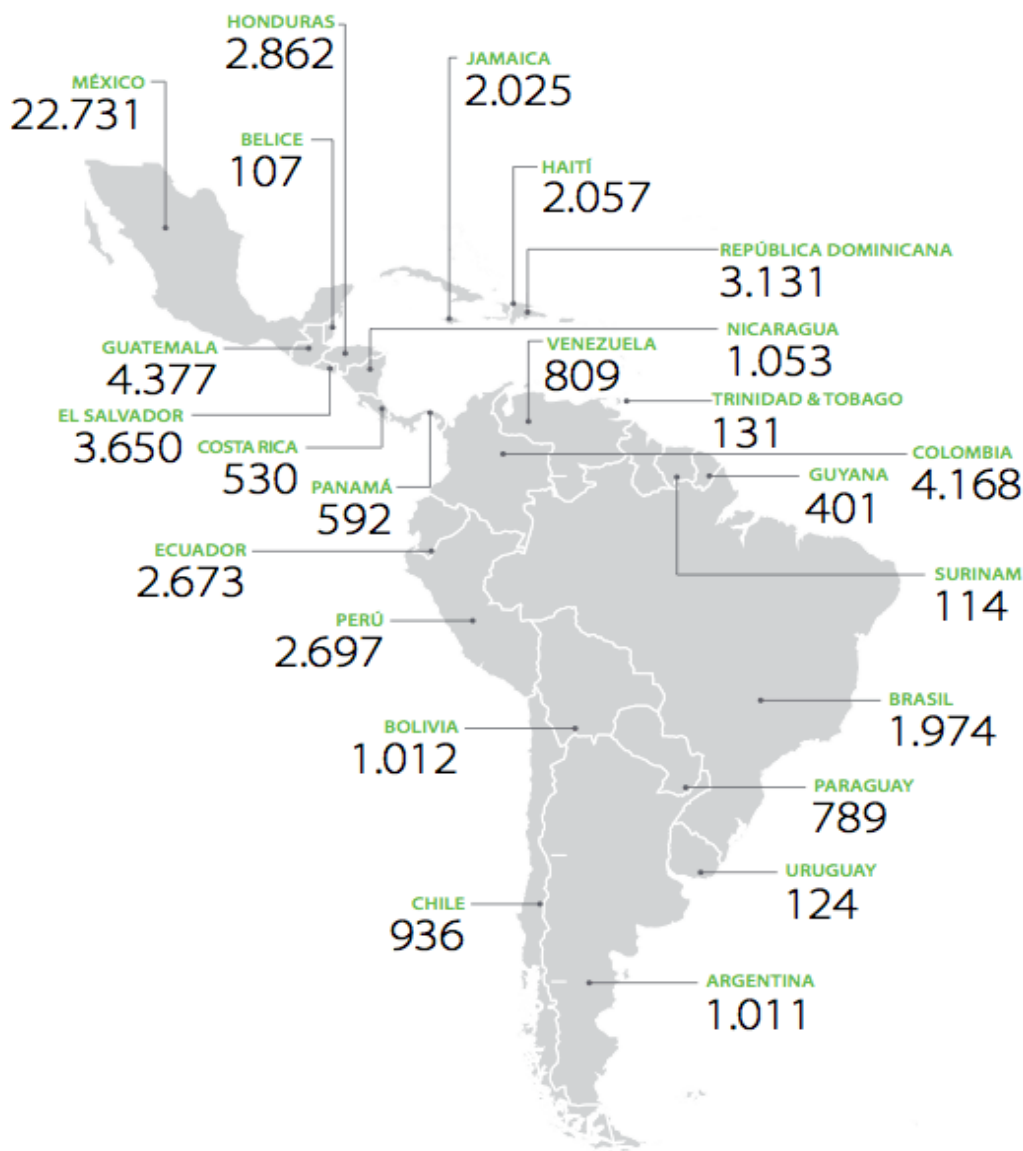 HONDURAS
2.862
JAMAICA
2.025
MÉXICO
22.731
BELICE
107
HAITÍ
2.057
REPÚBLICA DOMINICANA
3.131
NICARAGUA
1.053
GUATEMALA
4.377
VENEZUELA
809
TRINIDAD & TOBAGO
131
EL SALVADOR
3.650
COSTA RICA
530
COLOMBIA
4.168
GUYANA
401
PANAMÁ
592
ECUADOR
2.673
SURINAM
114
PERÚ
2.697
BRASIL
1.974
BOLIVIA
1.012
PARAGUAY
789
URUGUAY
124
CHILE
936
ARGENTINA
1.011